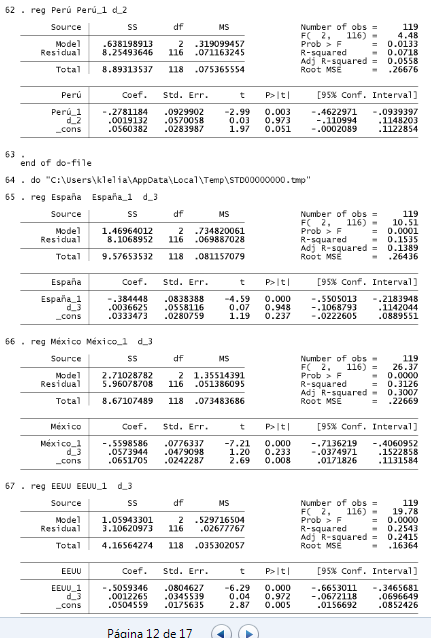 62 . reg Perú Perú_1 d_2
Source SS df MS Number of obs = 119
F( 2, 116) = 4.48
Model .638198913 2 .319099457 Prob > F = 0.0133
Residual 8.25493646 116 .071163245 R-squared = 0.0718
Adj R-squared = 0.0558
Total 8.89313537 118 .075365554 Root MSE = .26676
Perú Coef. Std. Err. t P>|t| [95% Conf. Interval]
Perú_1 -.2781184 .0929902 -2.99 0.003 -.4622971 -.0939397
d_2 .0019132 .0570058 0.03 0.973 -.110994 .1148203
_cons .0560382 .0283987 1.97 0.051 -.0002089 .1122854
63 .
end of do-file
64 . do "C:\Users\klelia\AppData\Local\Temp\STD00000000.tmp"
65 . reg España España_1 d_3
Source SS df MS Number of obs = 119
F( 2, 116) = 10.51
Model 1.46964012 2 .734820061 Prob > F = 0.0001
Residual 8.1068952 116 .069887028 R-squared = 0.1535
Adj R-squared = 0.1389
Total 9.57653532 118 .081157079 Root MSE = .26436
España Coef. Std. Err. t P>|t| [95% Conf. Interval]
España_1 -.384448 .0838388 -4.59 0.000 -.5505013 -.2183948
d_3 .0036625 .0558116 0.07 0.948 -.1068793 .1142044
_cons .0333473 .0280759 1.19 0.237 -.0222605 .0889551
66 . reg México México_1 d_3
Source SS df MS Number of obs = 119
F( 2, 116) = 26.37
Model 2.71028782 2 1.35514391 Prob > F = 0.0000
Residual 5.96078708 116 .051386095 R-squared = 0.3126
Adj R-squared = 0.3007
Total 8.67107489 118 .073483686 Root MSE = .22669
México Coef. Std. Err. t P>|t| [95% Conf. Interval]
México_1 -.5598586 .0776337 -7.21 0.000 -.7136219 -.4060952
d_3 .0573944 .0479098 1.20 0.233 -.0374971 .1522858
_cons .0651705 .0242287 2.69 0.008 .0171826 .1131584
67 . reg EEUU EEUU_1 d_3
Source SS df MS Number of obs = 119
F( 2, 116) = 19.78
Model 1.05943301 2 .529716504 Prob > F = 0.0000
Residual 3.10620973 116 .02677767 R-squared = 0.2543
Adj R-squared = 0.2415
Total 4.16564274 118 .035302057 Root MSE = .16364
EEUU Coef. Std. Err. t P>|t| [95% Conf. Interval]
EEUU_1 -.5059346 .0804627 -6.29 0.000 -.6653011 -.3465681
d_3 .0012265 .0345539 0.04 0.972 -.0672118 .0696649
_cons .0504559 .0175635 2.87 0.005 .0156692 .0852426
Página 12 de 17